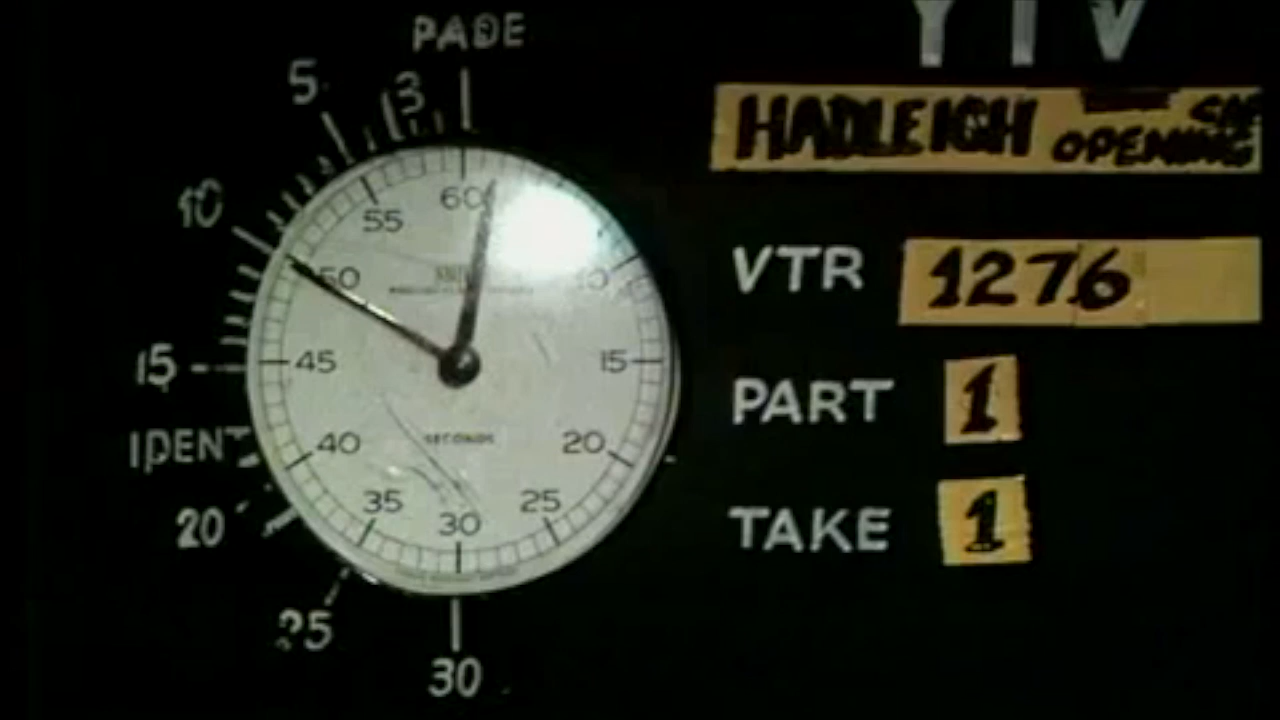 PADE
YTV
HADLEIGH OPENING
VTR 1276
PART 1
TAKE 1
5 3
10
15
IDENT
20
25
30
60
55
50
45
40
35
30
25
20
15
10
SECONDS